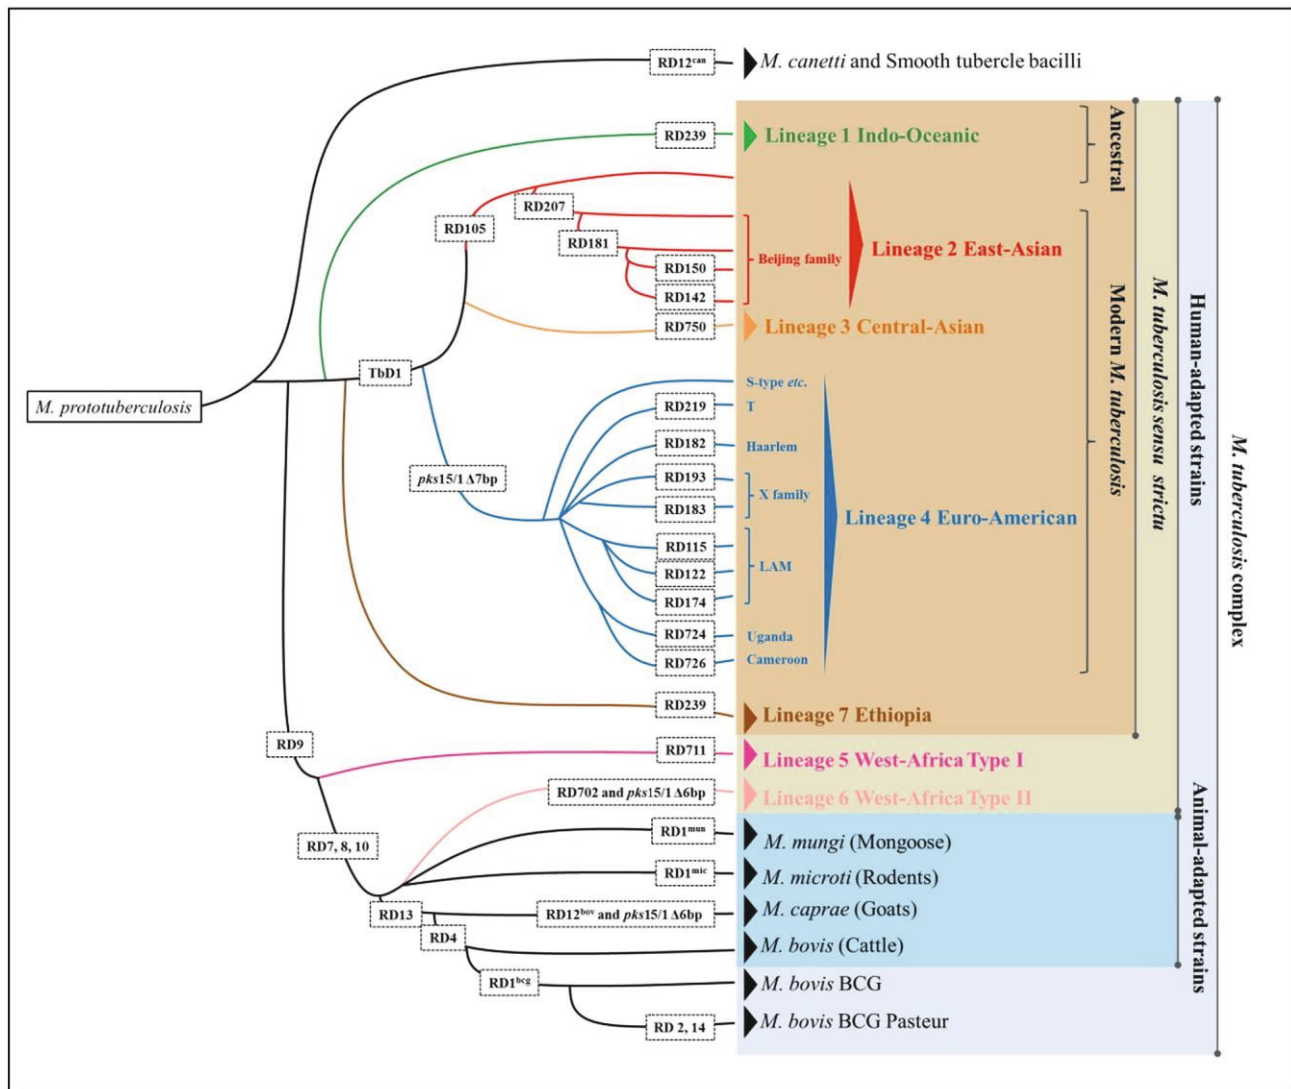 RD12can
M. canetti and Smooth tubercle bacilli
RD239
Lineage 1 Indo-Oceanic
Ancestral
RD207
RD105
RD181
Beijing family
Lineage 2 East-Asian
RD150
RD142
RD750
Lineage 3 Central-Asian
TbD1
M. prototuberculosis
S-type etc.
RD219
T
RD182
Haarlem
pks15/1 Δ7bp
RD193
X family
RD183
Lineage 4 Euro-American
RD115
LAM
RD122
RD174
RD724
Uganda
RD726
Cameroon
RD239
Lineage 7 Ethiopia
RD9
RD711
Lineage 5 West-Africa Type I
RD702 and pks15/1 Δ6bp
Lineage 6 West-Africa Type II
RD7, 8, 10
RD1mun
M. mungi (Mongoose)
RD1mic
M. microti (Rodents)
RD13
RD12bov and pks15/1 Δ6bp
M. caprae (Goats)
RD4
M. bovis (Cattle)
RD1bcg
M. bovis BCG
RD 2, 14
M. bovis BCG Pasteur
Modern M. tuberculosis
M. tuberculosis sensu strictu
Human-adapted strains
Animal-adapted strains
M. tuberculosis complex